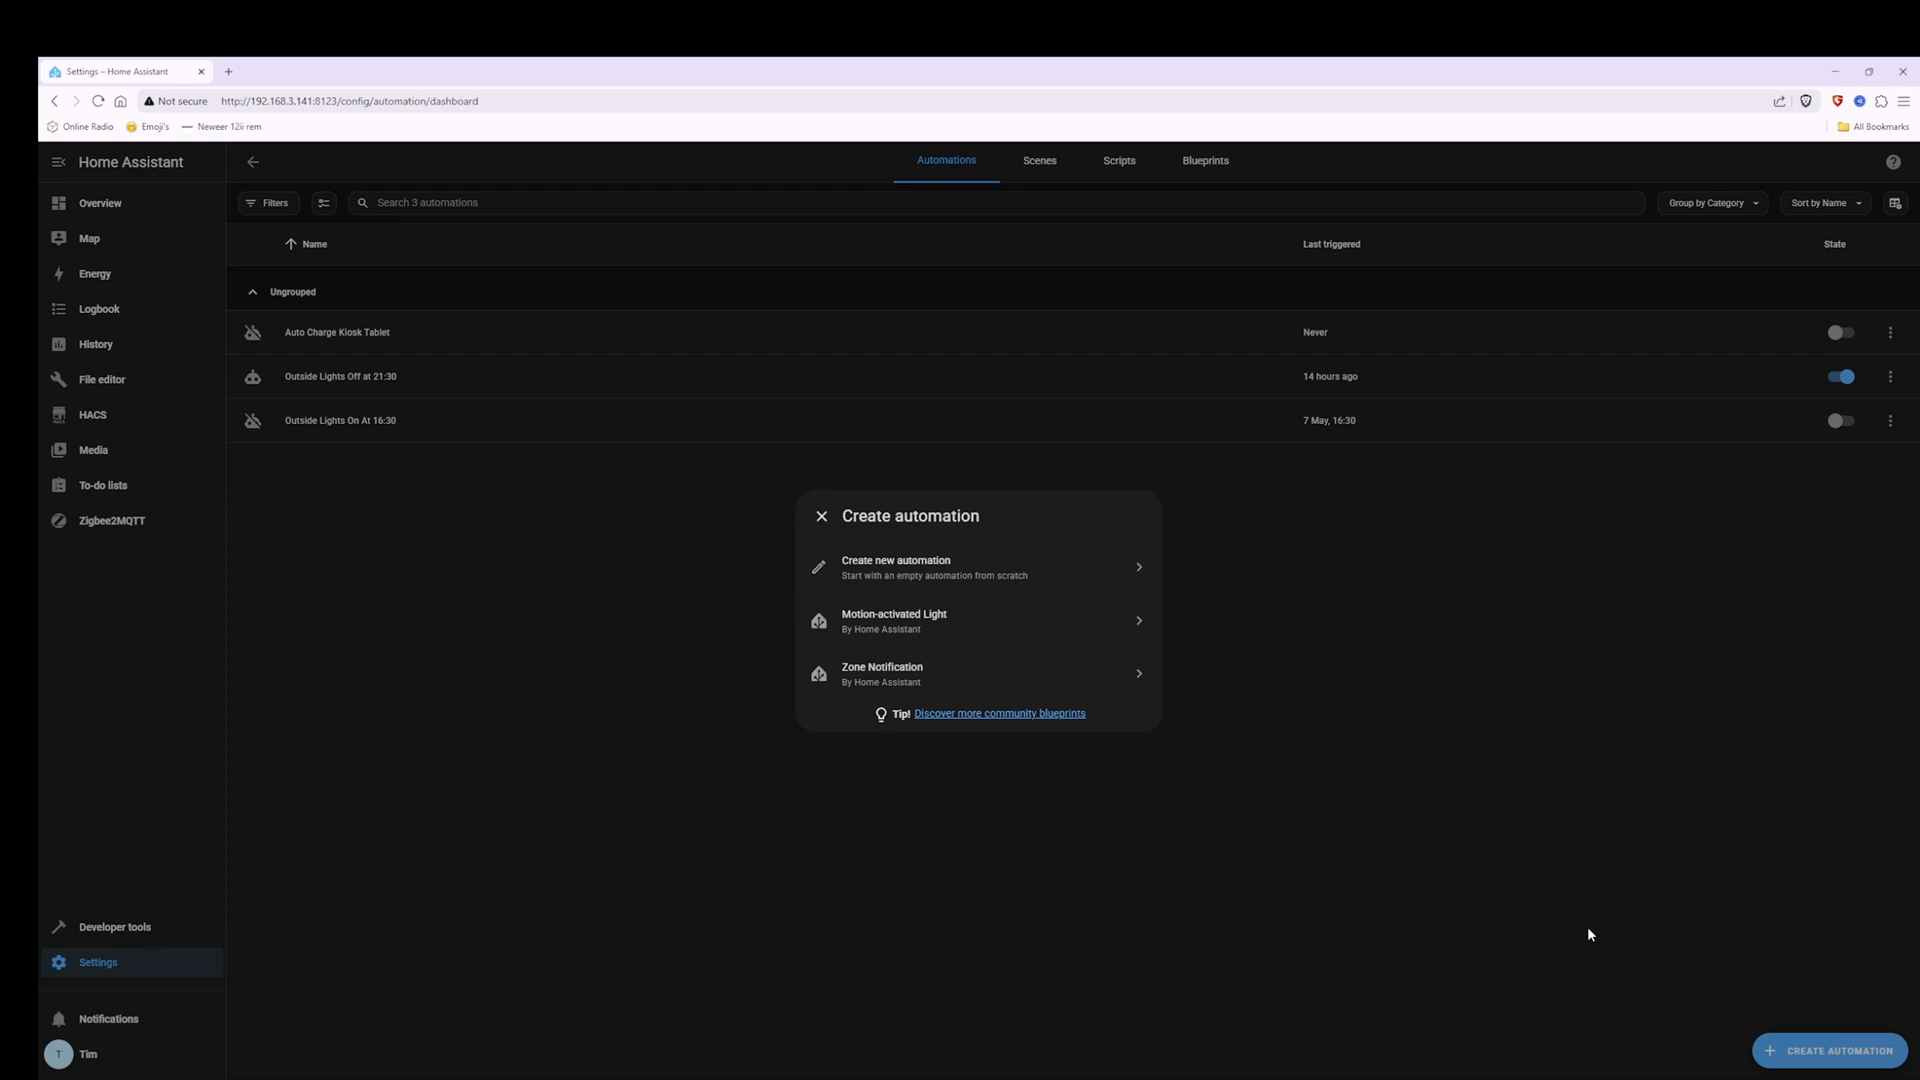 Settings – Home Assistant
Not secure http://192.168.3.141:8123/config/automation/dashboard
Online Radio Emoji's Neweer 12ii rem All Bookmarks
Home Assistant
Automations Scenes Scripts Blueprints
Overview
Map
Energy
Logbook
History
File editor
HACS
Media
To-do lists
Zigbee2MQTT
Developer tools
Settings
Notifications
T Tim
Filters Search 3 automations Group by Category Sort by Name
Name Last triggered State
Ungrouped
Auto Charge Kiosk Tablet Never
Outside Lights Off at 21:30 14 hours ago
Outside Lights On At 16:30 7 May, 16:30
Create automation
Create new automation
Start with an empty automation from scratch
Motion-activated Light
By Home Assistant
Zone Notification
By Home Assistant
Tip! Discover more community blueprints
CREATE AUTOMATION